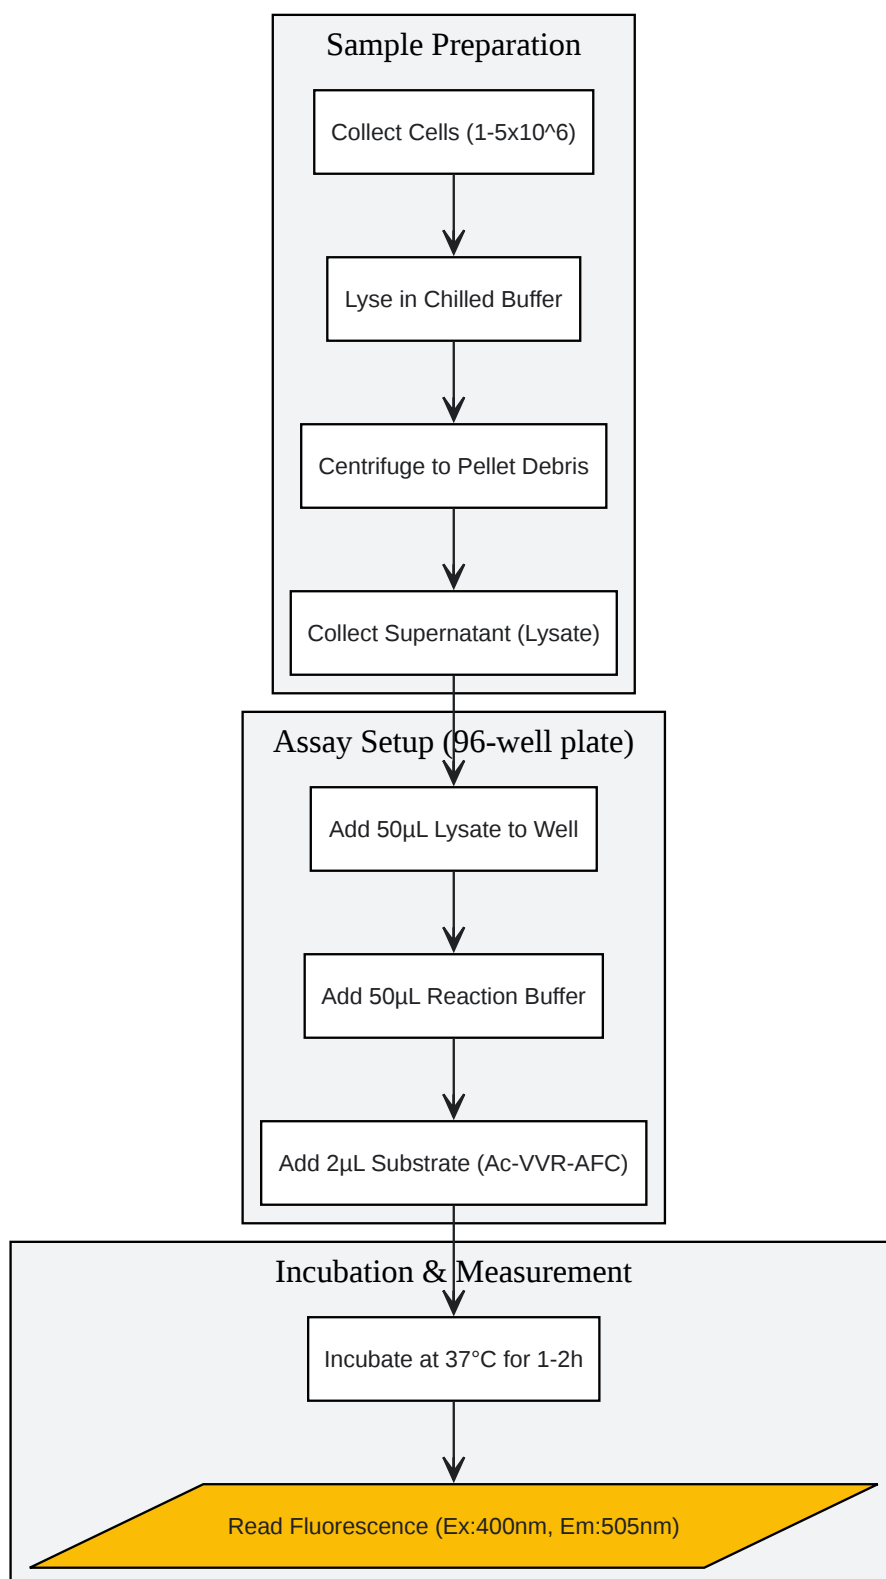 Sample Preparation
Collect Cells (1-5x10^6)
Lyse in Chilled Buffer
Centrifuge to Pellet Debris
Collect Supernatant (Lysate)
Assay Setup (96-well plate)
Add 50µL Lysate to Well
Add 50µL Reaction Buffer
Add 2µL Substrate (Ac-VVR-AFC)
Incubation & Measurement
Incubate at 37°C for 1-2h
Read Fluorescence (Ex:400nm, Em:505nm)